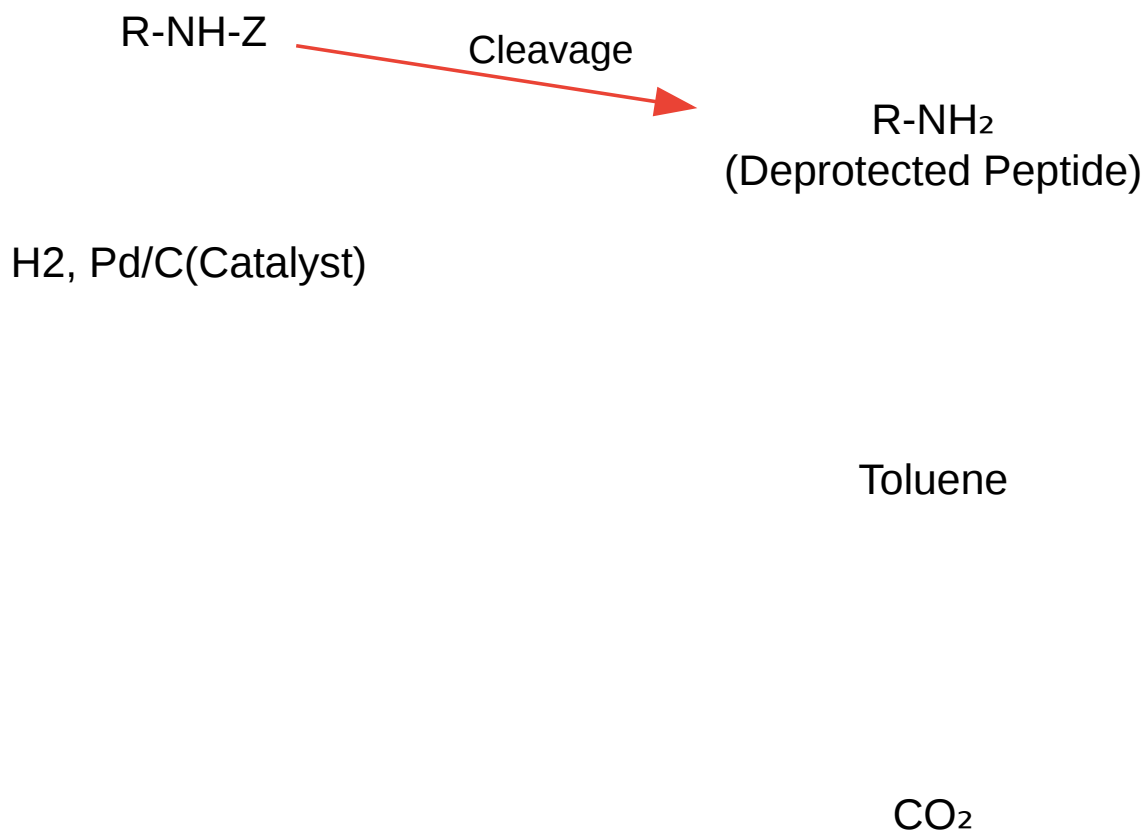 R-NH-Z
Cleavage
R-NH₂
(Deprotected Peptide)
H2, Pd/C(Catalyst)
Toluene
CO₂